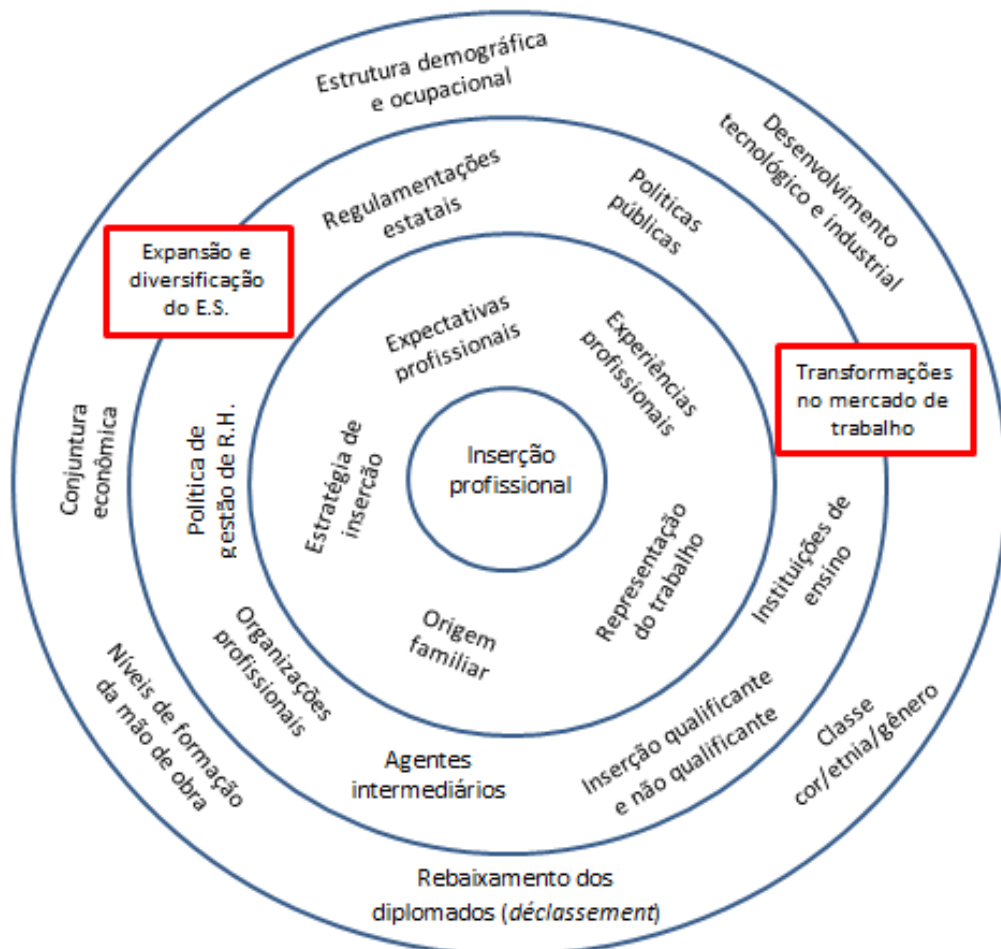 Estrutura demográfica
e ocupacional
Desenvolvimento
tecnológico e industrial
Regulamentações
estatais
Politicas
públicas
Expansão e
diversificação
do E.S.
Expectativas
profissionais
Experiências
profissionais
Transformações
no mercado de
trabalho
Conjuntura
econômica
Política de
gestão de R.H.
Estratégia de
inserção
Inserção
profissional
Representação
do trabalho
Instituições de
ensino
Origem
familiar
Organizações
profissionais
Níveis de formação
da mão de obra
Agentes
intermediários
Inserção qualificante
e não qualificante
Classe
cor/etnia/gênero
Rebaixamento dos
diplomados (déclassement)